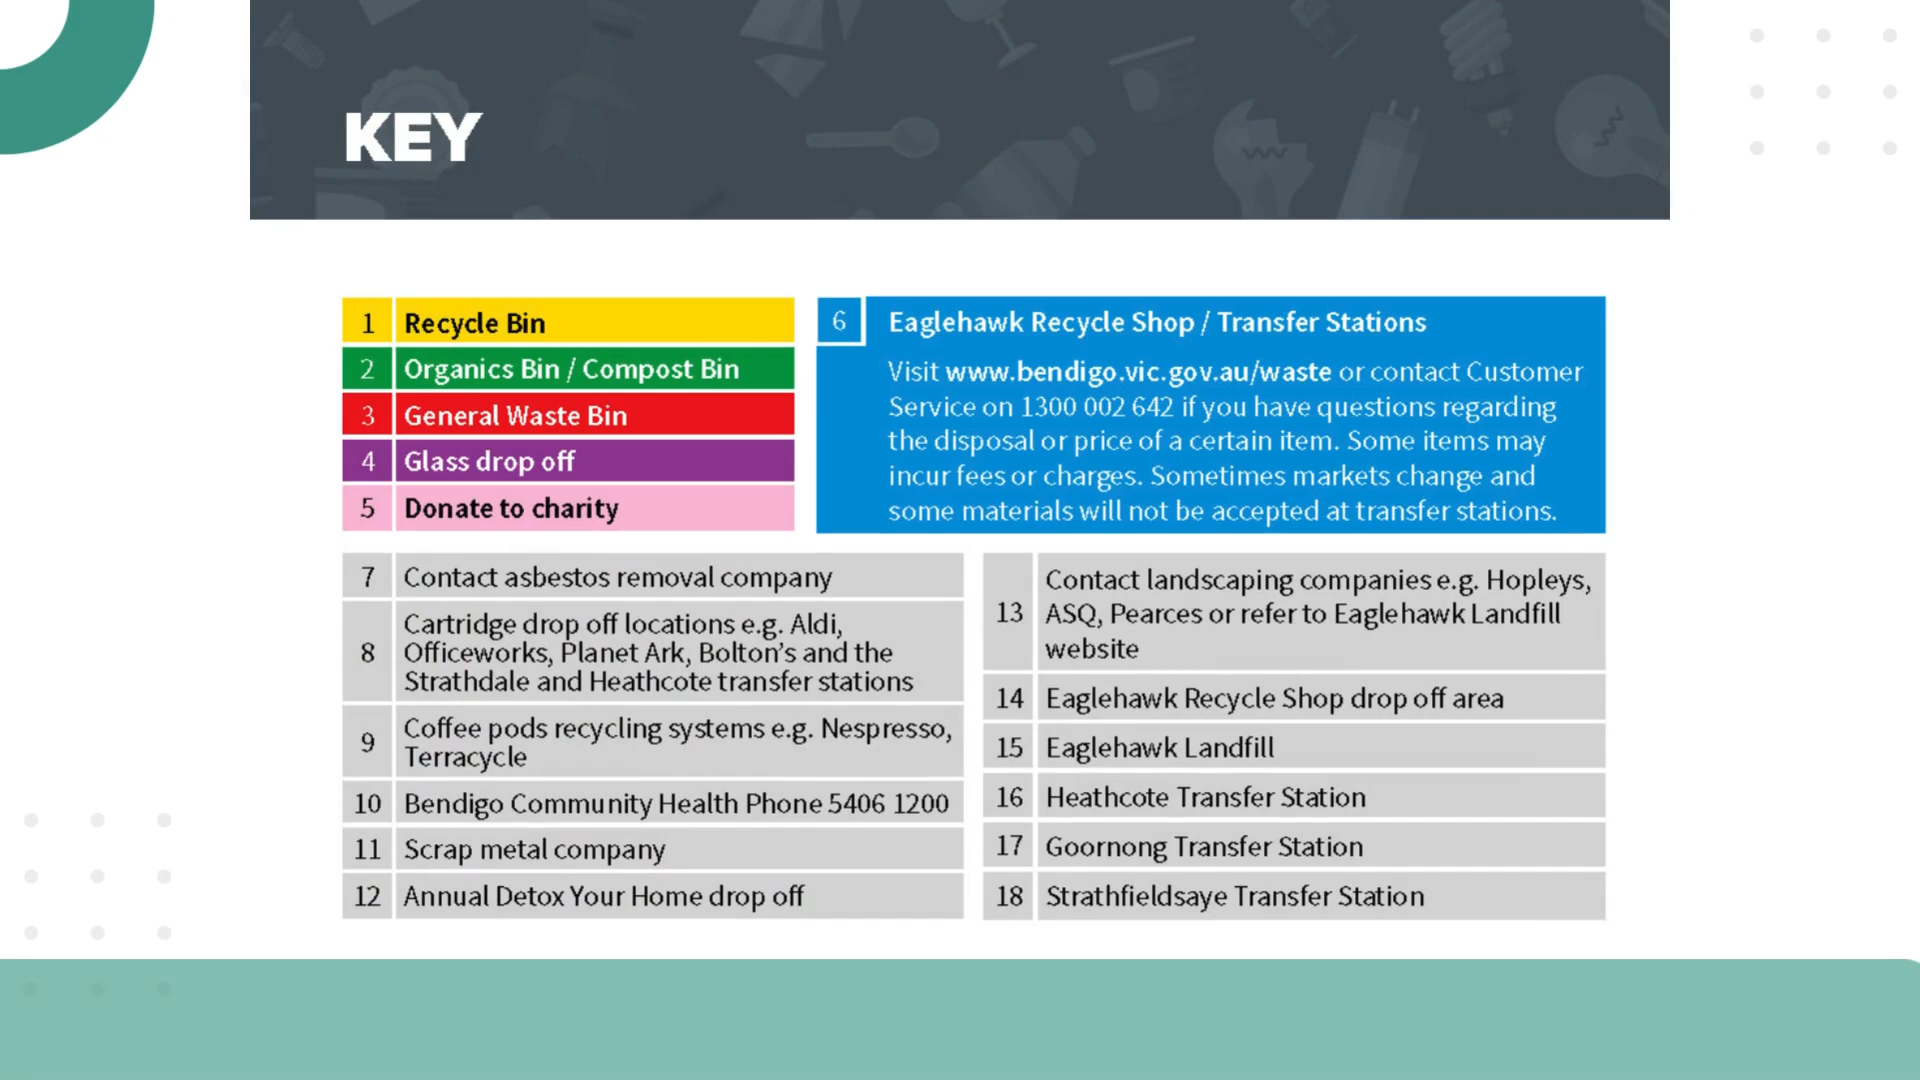 KEY
1 Recycle Bin
2 Organics Bin / Compost Bin
3 General Waste Bin
4 Glass drop off
5 Donate to charity
6 Eaglehawk Recycle Shop / Transfer Stations
Visit www.bendigo.vic.gov.au/waste or contact Customer
Service on 1300 002 642 if you have questions regarding
the disposal or price of a certain item. Some items may
incur fees or charges. Sometimes markets change and
some materials will not be accepted at transfer stations.
7 Contact asbestos removal company
8 Cartridge drop off locations e.g. Aldi,
Officeworks, Planet Ark, Bolton's and the
Strathdale and Heathcote transfer stations
9 Coffee pods recycling systems e.g. Nespresso,
Terracycle
10 Bendigo Community Health Phone 5406 1200
11 Scrap metal company
12 Annual Detox Your Home drop off
13 Contact landscaping companies e.g. Hopleys,
ASQ, Pearces or refer to Eaglehawk Landfill
website
14 Eaglehawk Recycle Shop drop off area
15 Eaglehawk Landfill
16 Heathcote Transfer Station
17 Goornong Transfer Station
18 Strathfieldsaye Transfer Station